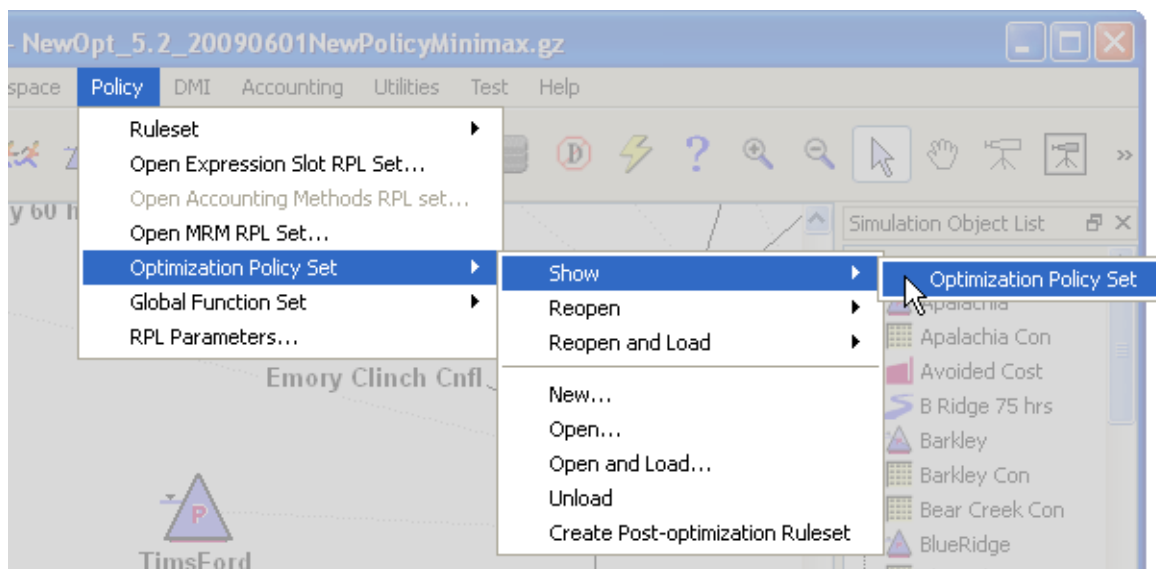 - NewOpt_5.2_20090601NewPolicyMinimax.gz
space Policy DMI Accounting Utilities Test Help
Ruleset
Open Expression Slot RPL Set...
Open Accounting Methods RPL set...
Open MRM RPL Set...
Optimization Policy Set
Global Function Set
RPL Parameters...
Show
Reopen
Reopen and Load
New...
Open...
Open and Load...
Unload
Create Post-optimization Ruleset
Optimization Policy Set
D ? »
y 60 h
Simulation Object List
Apalachia
Apalachia Con
Avoided Cost
B Ridge 75 hrs
Barkley
Barkley Con
Bear Creek Con
BlueRidge
Emory Clinch Cnfl
P
TimsFord